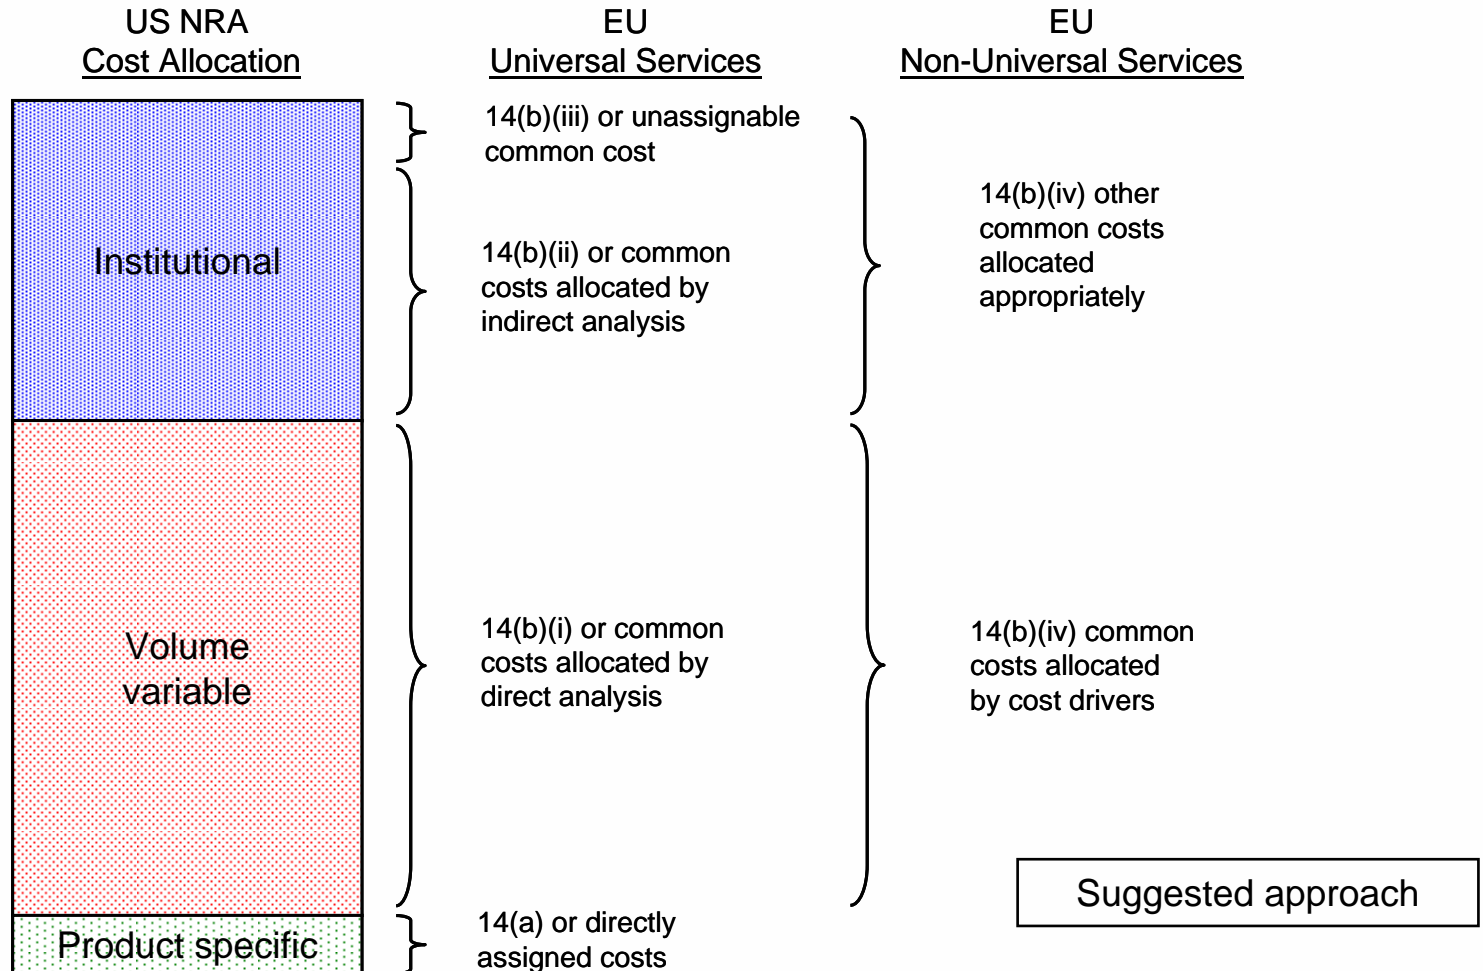 US NRA
Cost Allocation
EU
Universal Services
EU
Non-Universal Services
14(b)(iii) or unassignable
common cost
14(b)(iv) other
common costs
allocated
appropriately
Institutional
14(b)(ii) or common
costs allocated by
indirect analysis
Volume
variable
14(b)(i) or common
costs allocated by
direct analysis
14(b)(iv) common
costs allocated
by cost drivers
Suggested approach
Product specific
14(a) or directly
assigned costs